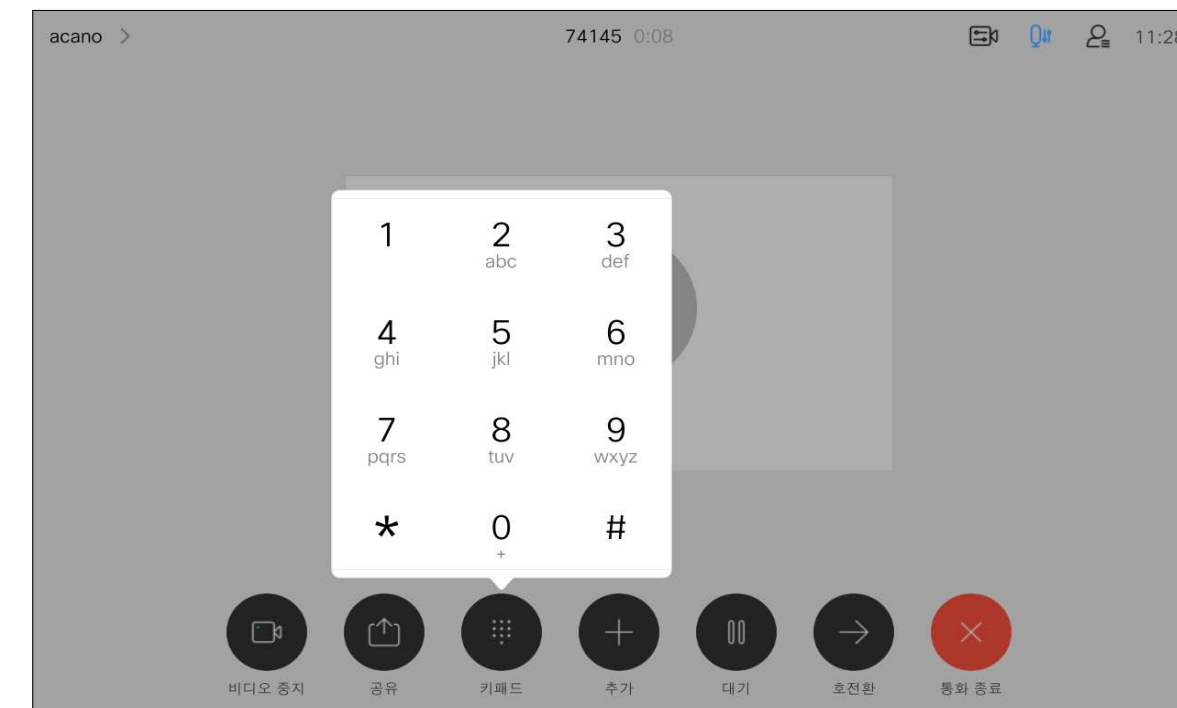 acano >
74145 0:08
11:28
1 2 3
abc def
4 5 6
ghi jkl mno
7 8 9
pqrs tuv wxyz
* 0 #
+
비디오 중지 공유 키패드 추가 대기 호전환 통화 종료